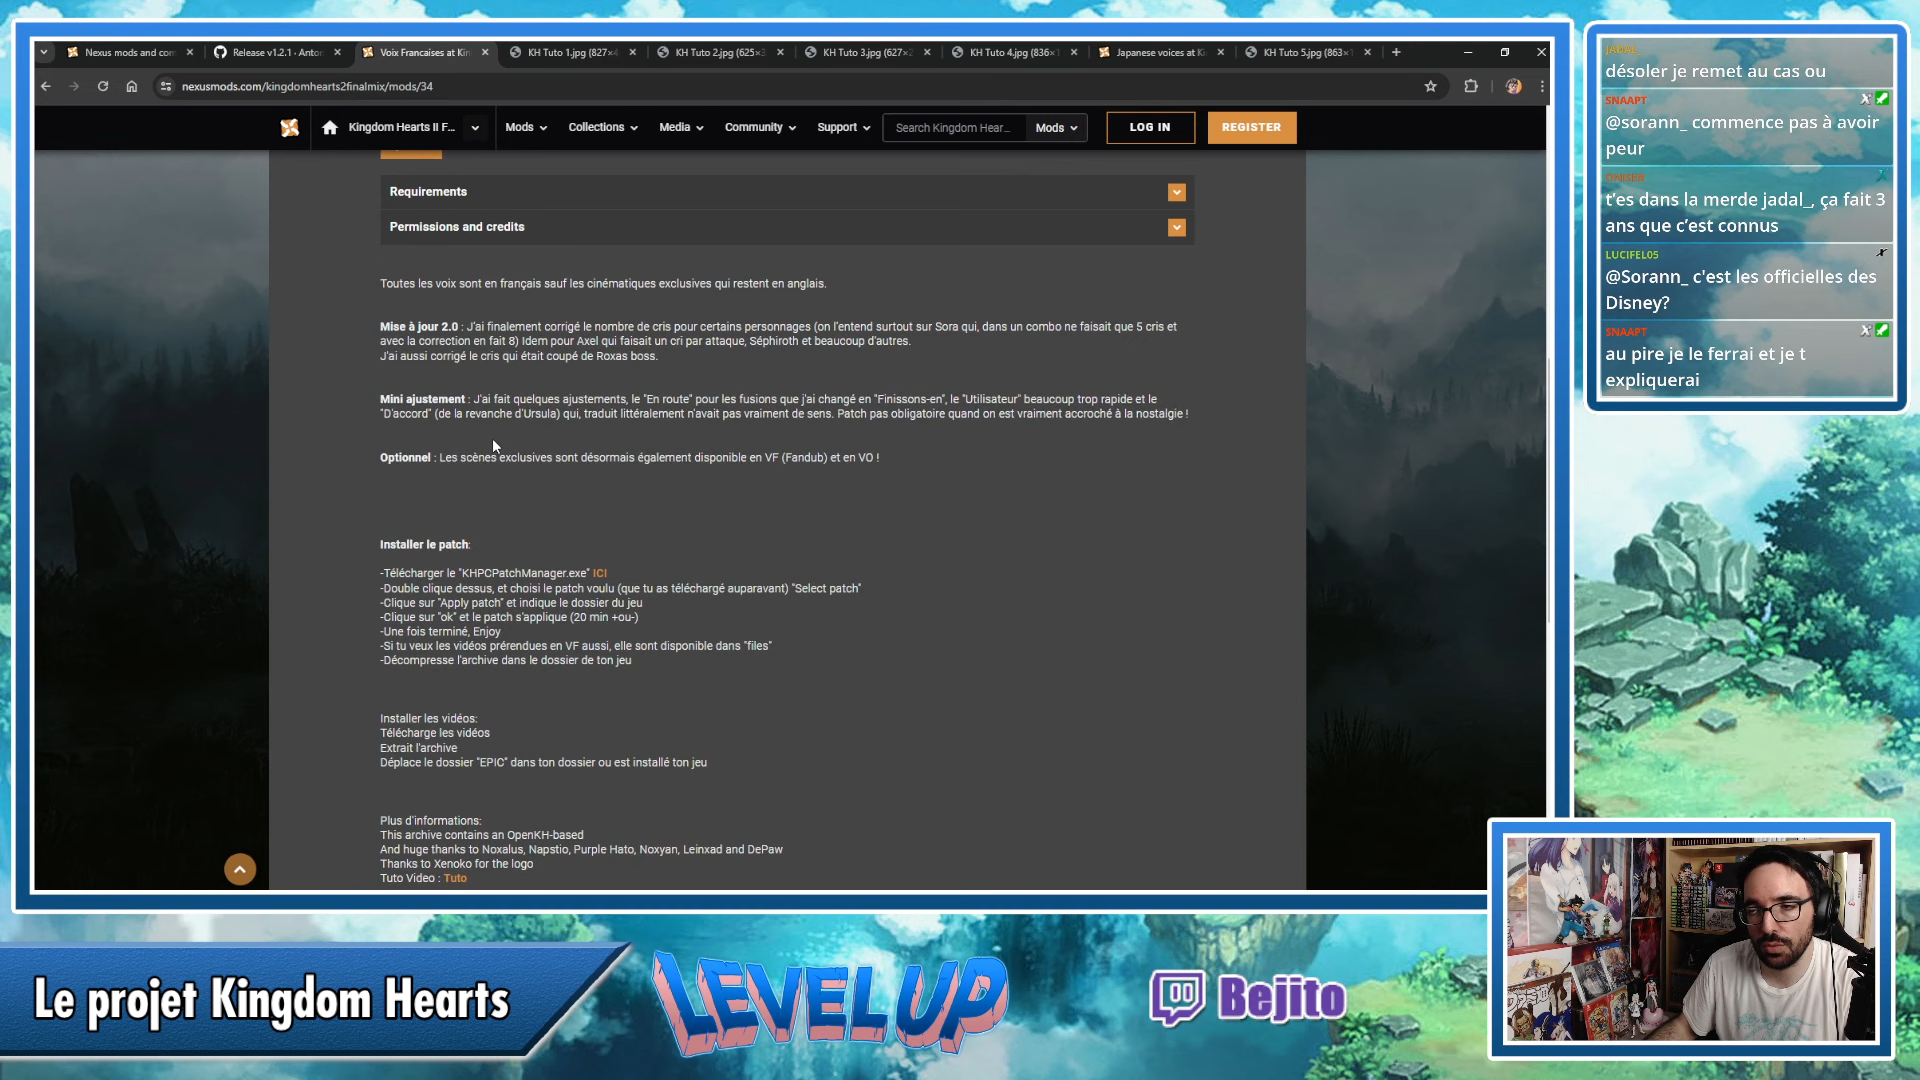 Nexus mods and com
Release v1.2.1 · Anton
Voix Francaises at Kin
KH Tuto 1.jpg (827×4
KH Tuto 2.jpg (625×3
KH Tuto 3.jpg (627×2
KH Tuto 4.jpg (836×1
Japanese voices at Ki
KH Tuto 5.jpg (863×1
nexusmods.com/kingdomhearts2finalmix/mods/34
Kingdom Hearts II F...
Mods
Collections
Media
Community
Support
Search Kingdom Hear...
Mods
LOG IN
REGISTER
Requirements
Permissions and credits
Toutes les voix sont en français sauf les cinématiques exclusives qui restent en anglais.
Mise à jour 2.0 : J'ai finalement corrigé le nombre de cris pour certains personnages (on l'entend surtout sur Sora qui, dans un combo ne faisait que 5 cris et
avec la correction en fait 8) Idem pour Axel qui faisait un cri par attaque, Séphiroth et beaucoup d'autres.
J'ai aussi corrigé le cris qui était coupé de Roxas boss.
Mini ajustement : J'ai fait quelques ajustements, le "En route" pour les fusions que j'ai changé en "Finissons-en", le "Utilisateur" beaucoup trop rapide et le
"D'accord" (de la revanche d'Ursula) qui, traduit littéralement n'avait pas vraiment de sens. Patch pas obligatoire quand on est vraiment accroché à la nostalgie !
Optionnel : Les scènes exclusives sont désormais également disponible en VF (Fandub) et en VO !
Installer le patch:
-Télécharger le "KHPCPatchManager.exe" ICI
-Double clique dessus, et choisi le patch voulu (que tu as téléchargé auparavant) "Select patch"
-Clique sur "Apply patch" et indique le dossier du jeu
-Clique sur "ok" et le patch s'applique (20 min +ou-)
-Une fois terminé, Enjoy
-Si tu veux les vidéos prérendues en VF aussi, elle sont disponible dans "files"
-Décompresse l'archive dans le dossier de ton jeu
Installer les vidéos:
Télécharge les vidéos
Extrait l'archive
Déplace le dossier "EPIC" dans ton dossier ou est installé ton jeu
Plus d'informations:
This archive contains an OpenKH-based
And huge thanks to Noxalus, Napstio, Purple Hato, Noxyan, Leinxad and DePaw
Thanks to Xenoko for the logo
Tuto Video : Tuto
JADAL_
désoler je remet au cas ou
SNAAPT
@sorann_ commence pas à avoir
peur
t'es dans la merde jadal_, ça fait 3
ans que c'est connus
LUCIFEL05
@Sorann_ c'est les officielles des
Disney?
SNAAPT
au pire je le ferrai et je t
expliquerai
Le projet Kingdom Hearts
LEVEL UP
Bejito